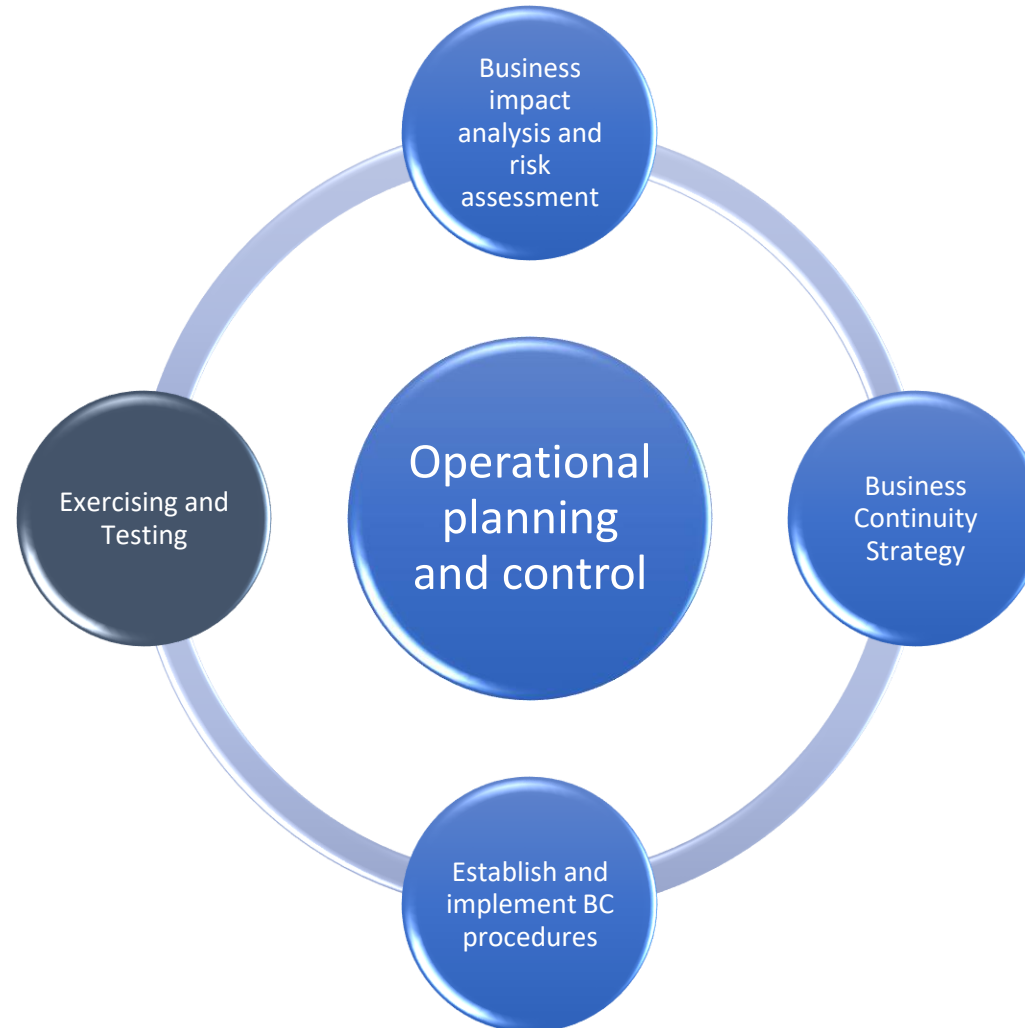 Business
impact
analysis and
risk
assessment
Exercising and
Testing
Operational
planning
and control
Business
Continuity
Strategy
Establish and
implement BC
procedures